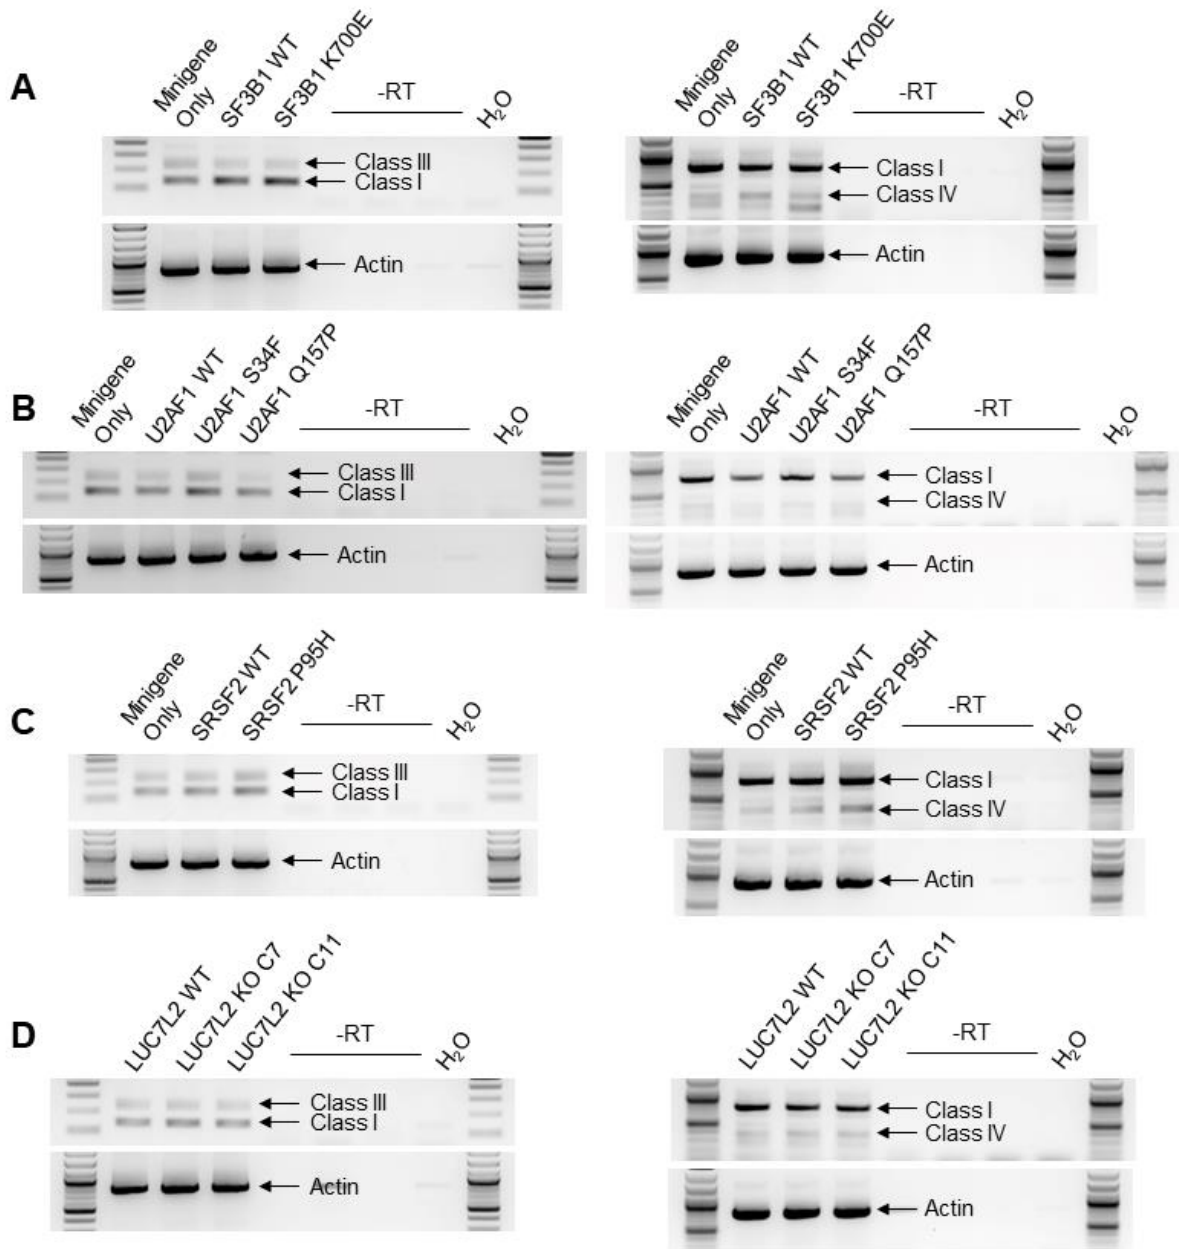 A
Minigene
Only
SF3B1 WT
SF3B1 K700E
-RT
H₂O
Class III
Class I
Actin
Minigene
Only
SF3B1 WT
SF3B1 K700E
-RT
H₂O
Class I
Class IV
Actin
B
Minigene
Only
U2AF1 WT
U2AF1 S34F
U2AF1 Q157P
-RT
H₂O
Class III
Class I
Actin
Minigene
Only
U2AF1 WT
U2AF1 S34F
U2AF1 Q157P
-RT
H₂O
Class I
Class IV
Actin
C
Minigene
Only
SRSF2 WT
SRSF2 P95H
-RT
H₂O
Class III
Class I
Actin
Minigene
Only
SRSF2 WT
SRSF2 P95H
-RT
H₂O
Class I
Class IV
Actin
D
LUC7L2 WT
LUC7L2 KO C7
LUC7L2 KO C11
-RT
H₂O
Class III
Class I
Actin
LUC7L2 WT
LUC7L2 KO C7
LUC7L2 KO C11
-RT
H₂O
Class I
Class IV
Actin